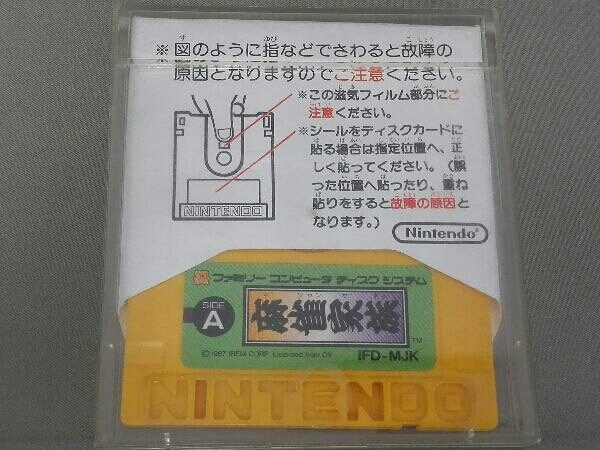 ※図のように指などでさわると故障の
原因となりますのでご注意ください。
※この磁気フィルム部分にご
注意ください。
※シールをディスクカードに
貼る場合は指定位置へ、正
しく貼ってください。(誤
った位置へ貼ったり、重ね
貼りをすると故障の原因と
なります。)
NINTENDO
Nintendo®
ファミリー コンピュータ ディスク システム
SIDE
A
麻雀家族
TM
©1987 IREM CORP. Licensed from DX
IFD-MJK
NINTENDO